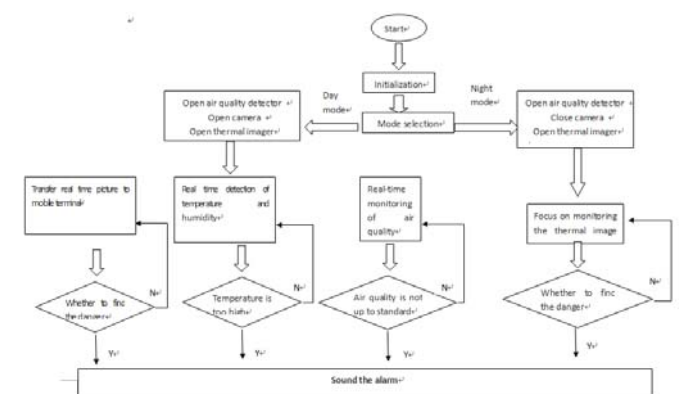 Start
Initialization
Day
mode
Night
mode
Mode selection
Open air quality detector
Open camera
Open thermal imager
Open air quality detector
Close camera
Open thermal imager
Transfer real time picture to
mobile terminal
Real time detection of
temperature and
humidity
Real-time
monitoring
of air
quality
Focus on monitoring
the thermal image
N
N
N
N
Whether to find
the danger
Temperature is
too high
Air quality is not
up to standard
Whether to find
the danger
Y
Y
Y
Y
Sound the alarm